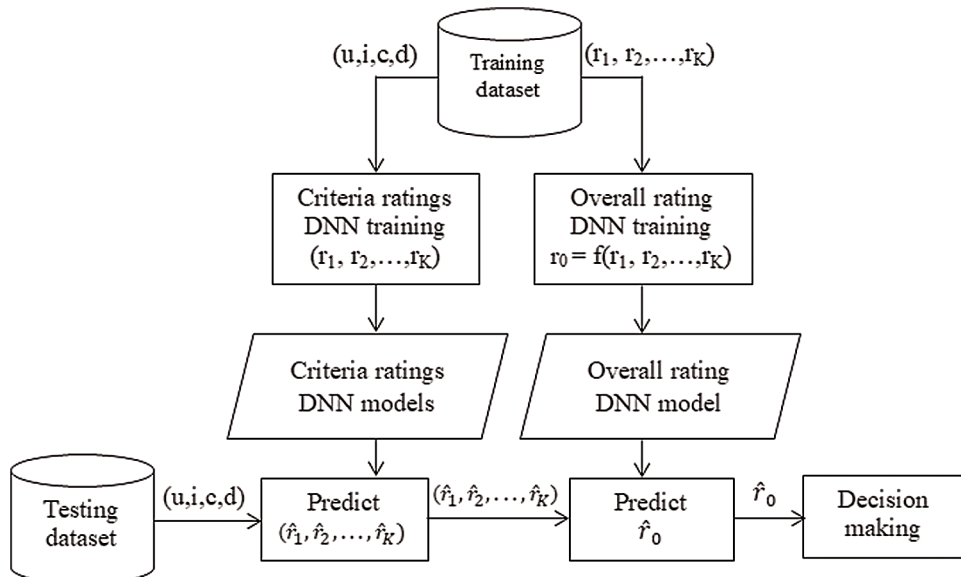 (u,i,c,d)
Training
dataset
(r₁, r₂,…,r_K)
Criteria ratings
DNN training
(r₁, r₂,…,r_K)
Overall rating
DNN training
r₀ = f(r₁, r₂,…,r_K)
Criteria ratings
DNN models
Overall rating
DNN model
Testing
dataset
(u,i,c,d)
Predict
(r̂₁, r̂₂, …, r̂_K)
(r̂₁, r̂₂, …, r̂_K)
Predict
r̂₀
r̂₀
Decision
making